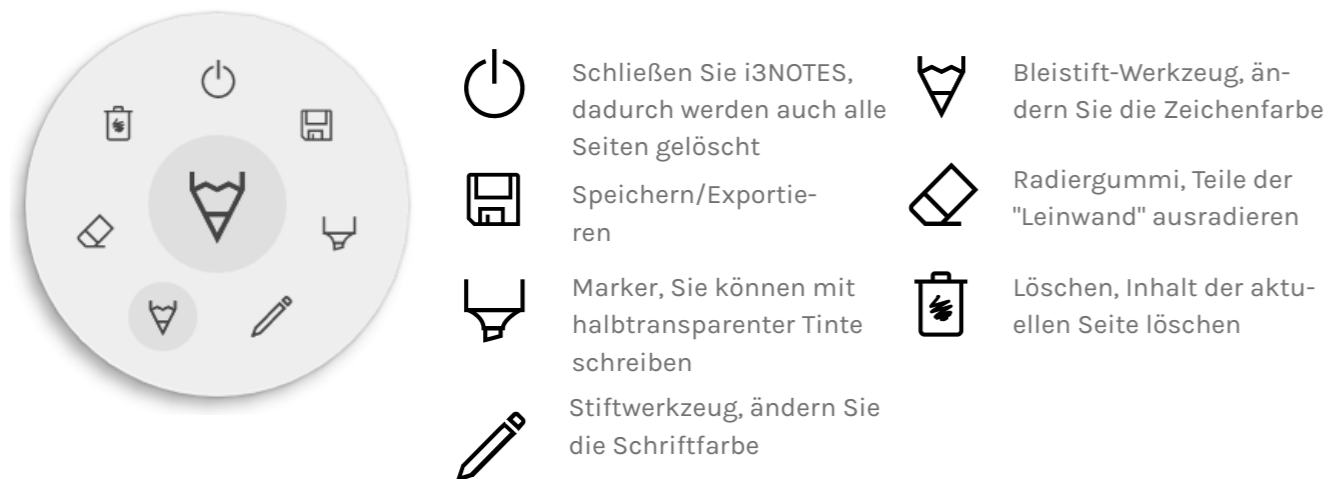 Schließen Sie i3NOTES,
dadurch werden auch alle
Seiten gelöscht
Speichern/Exportie-
ren
Marker, Sie können mit
halbtransparenter Tinte
schreiben
Stiftwerkzeug, ändern Sie
die Schriftfarbe
Bleistift-Werkzeug, än-
dern Sie die Zeichenfarbe
Radiergummi, Teile der
"Leinwand" ausradieren
Löschen, Inhalt der aktu-
ellen Seite löschen